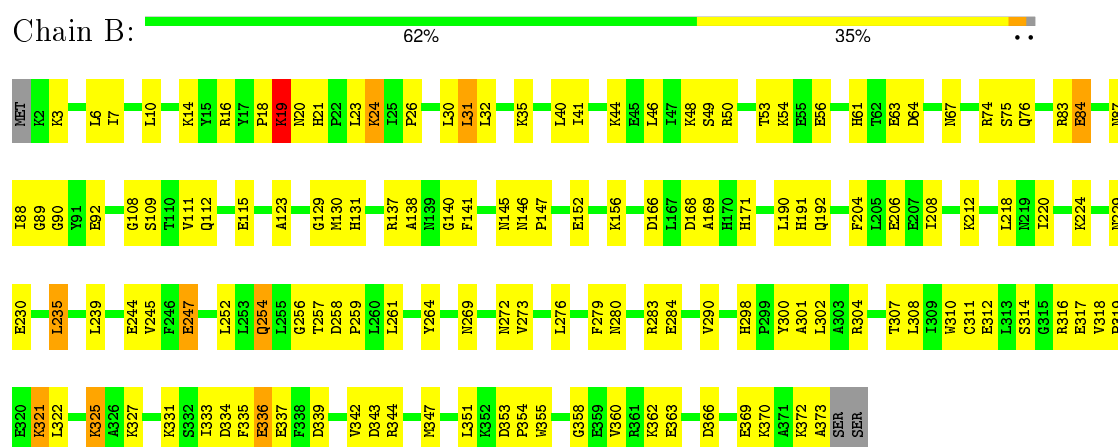 Chain B:
62% 35% • •
MET K2 K3 L6 I7 L10 K14 Y15 R16 Y17 P18 K19 N20 H21 P22 L23 K24 I25 P26 L30 L31 L32 K35 L40 I41 K44 E45 L46 I47 K48 S49 R50 T53 K54 E55 E56 H61 T62 E63 D64 N67 R74 S75 Q76 R83 E84 N87
I88 G89 G90 Y91 E92 G108 S109 T110 V111 Q112 E115 A123 G129 M130 H131 R137 A138 N139 G140 F141 N145 N146 P147 E152 K156 D166 L167 D168 A169 H170 H171 L190 H191 Q192 F204 L205 E206 E207 I208 K212 L218 N219 I220 K224
E230 L235 L239 E244 V245 F246 E247 L252 L253 Q254 L255 G256 T257 D258 P259 L260 L261 Y264 N269 N272 V273 L276 F279 N280 R283 E284 V290 H298 P299 Y300 A301 L302 A303 R304 T307 L308 I309 W310 C311 E312 L313 S314 G315 R316 E317 V318
E320 K321 L322 K325 A326 K327 K331 S332 I333 D334 F335 K336 E337 F338 D339 V342 D343 R344 M347 L351 K352 D353 P354 W355 G358 E359 V360 R361 K362 E363 D366 E369 K370 A371 K372 A373 SER SER